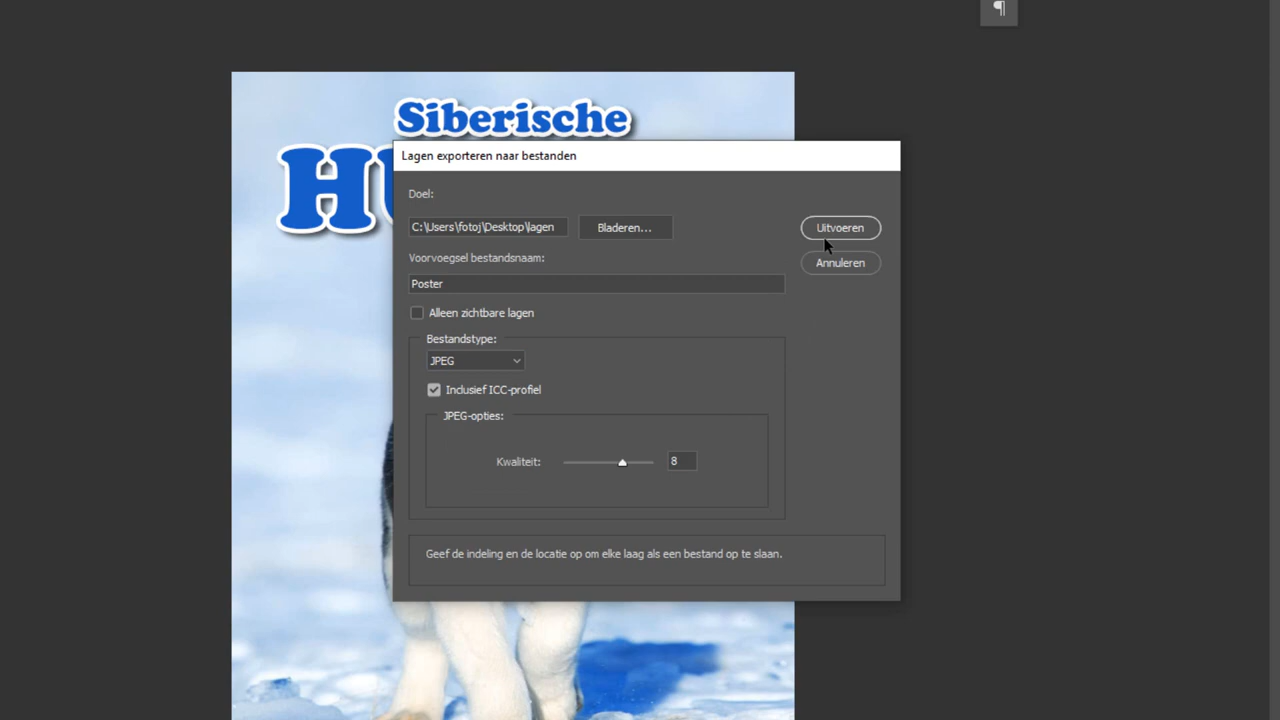 ¶
Siberische
HU
Lagen exporteren naar bestanden
Doel:
C:\Users\fotoj\Desktop\lagen
Bladeren...
Uitvoeren
Voorvoegsel bestandsnaam:
Annuleren
Poster
Alleen zichtbare lagen
Bestandstype:
JPEG
Inclusief ICC-profiel
JPEG-opties:
Kwaliteit:
8
Geef de indeling en de locatie op om elke laag als een bestand op te slaan.